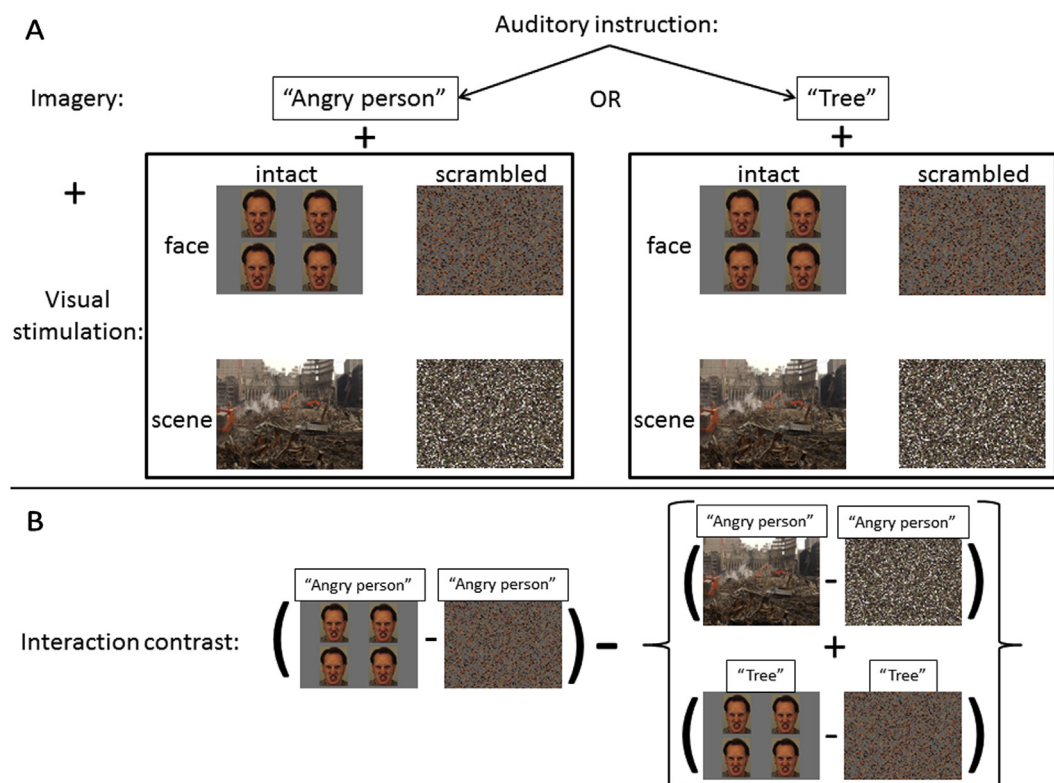 A
Auditory instruction:
Imagery:
“Angry person”
OR
“Tree”
+
+
+
intact
scrambled
face
scene
intact
scrambled
face
scene
Visual
stimulation:
B
Interaction contrast:
(
“Angry person”
-
“Angry person”
)
-
{
(
“Angry person”
-
“Angry person”
)
+
(
“Tree”
-
“Tree”
)
}